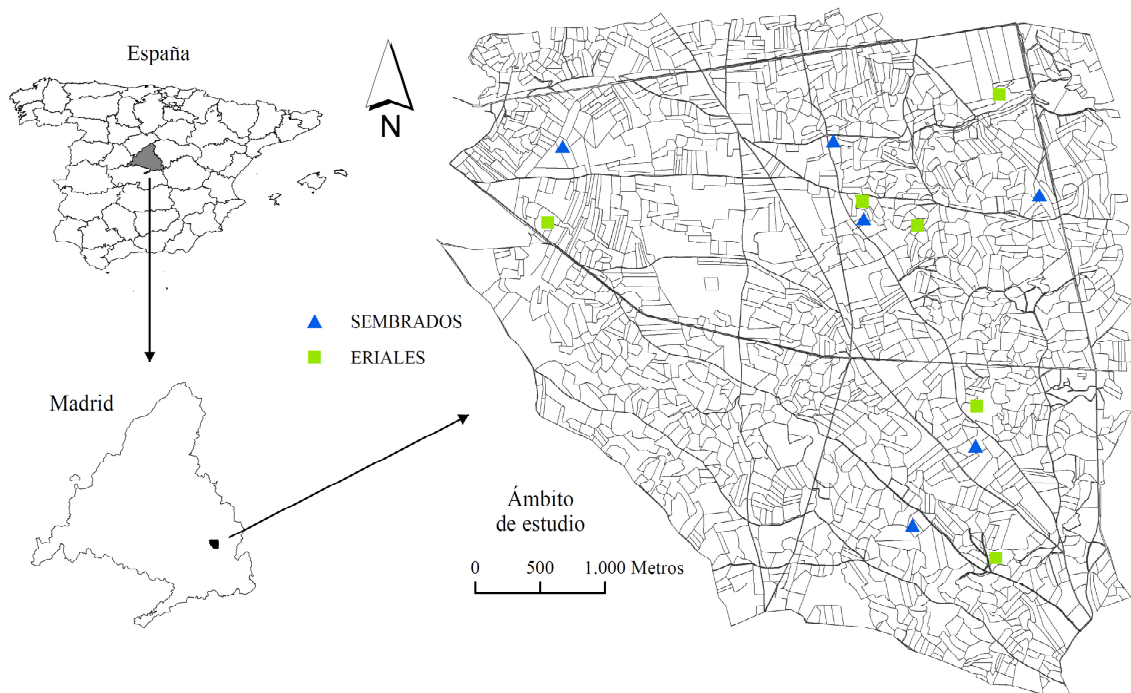 España
N
SEMBRADOS
ERIALES
Madrid
Ámbito
de estudio
0 500 1.000 Metros